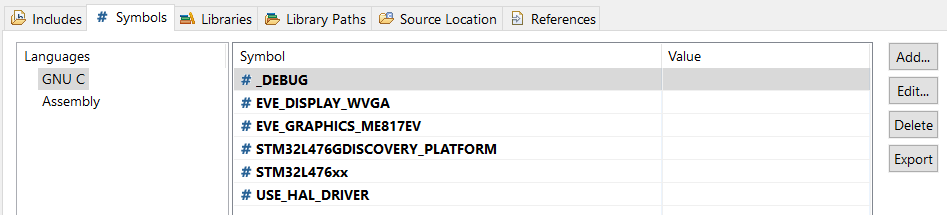 Includes # Symbols Libraries Library Paths Source Location References
Languages Symbol Value Add...
GNU C # _DEBUG
Assembly # EVE_DISPLAY_WVGA Edit...
# EVE_GRAPHICS_ME817EV Delete
# STM32L476GDISCOVERY_PLATFORM
# STM32L476xx Export
# USE_HAL_DRIVER